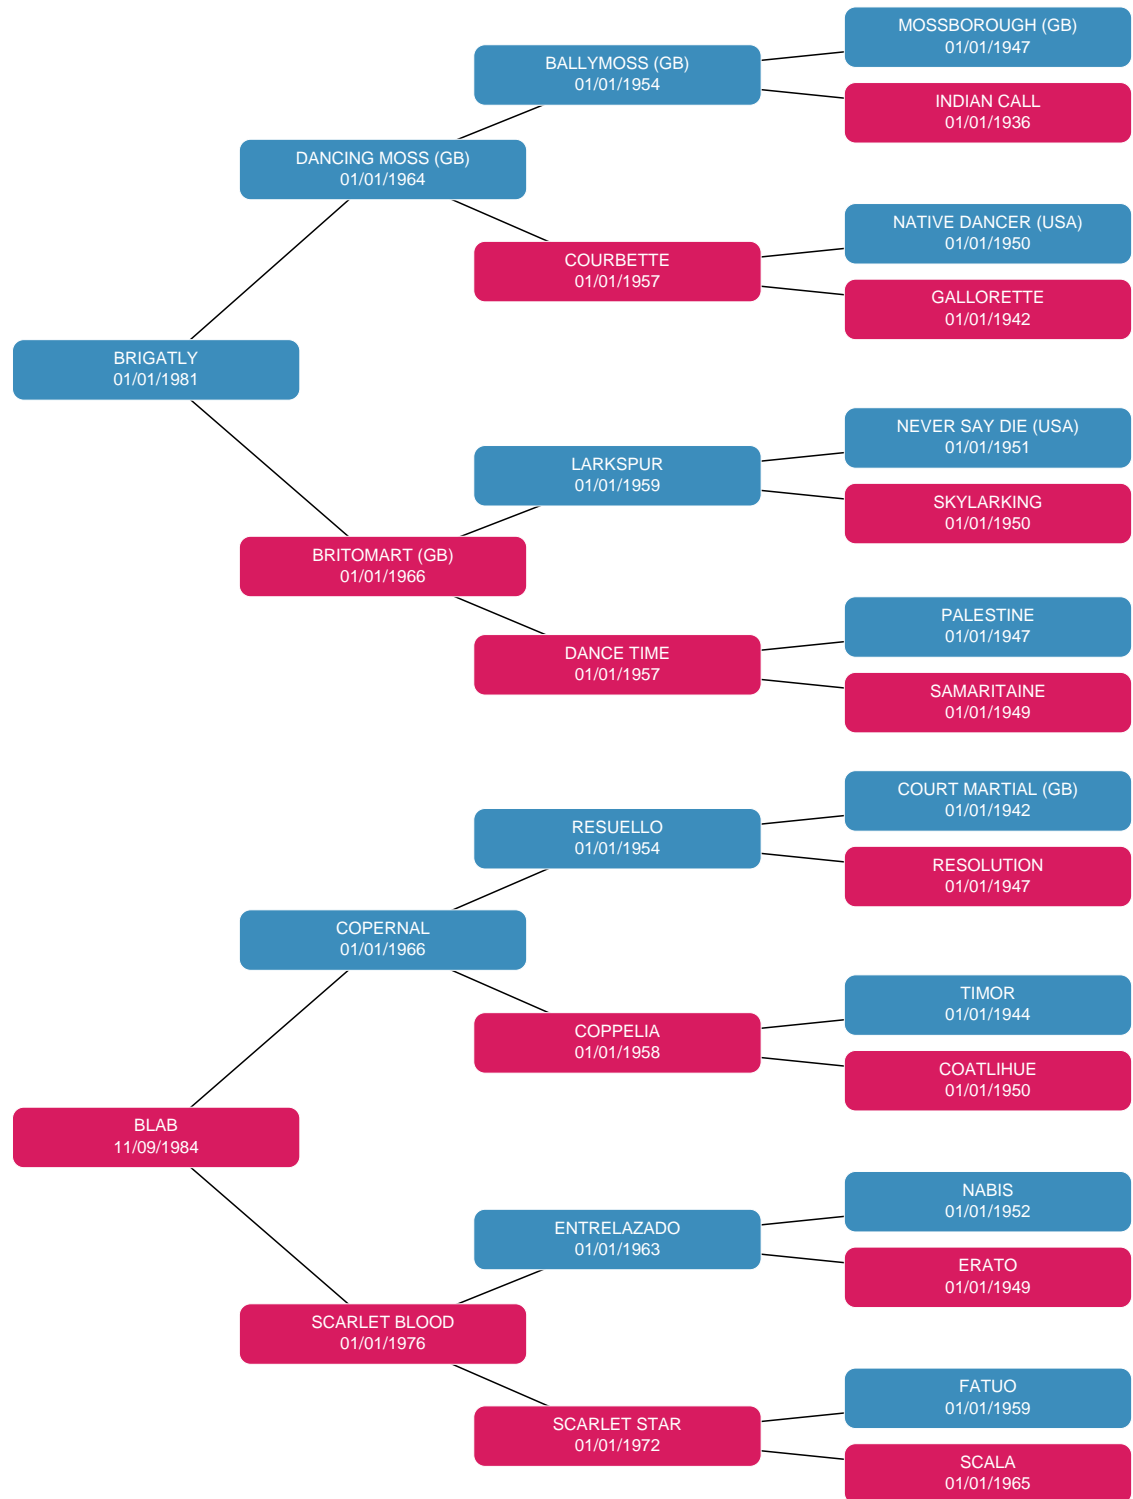 MOSSBOROUGH (GB)
01/01/1947
BALLYMOSS (GB)
01/01/1954
INDIAN CALL
01/01/1936
DANCING MOSS (GB)
01/01/1964
NATIVE DANCER (USA)
01/01/1950
COURBETTE
01/01/1957
GALLORETTE
01/01/1942
BRIGATLY
01/01/1981
NEVER SAY DIE (USA)
01/01/1951
LARKSPUR
01/01/1959
SKYLARKING
01/01/1950
BRITOMART (GB)
01/01/1966
PALESTINE
01/01/1947
DANCE TIME
01/01/1957
SAMARITAINE
01/01/1949
COURT MARTIAL (GB)
01/01/1942
RESUELLO
01/01/1954
RESOLUTION
01/01/1947
COPERNAL
01/01/1966
TIMOR
01/01/1944
COPPELIA
01/01/1958
COATLIHUE
01/01/1950
BLAB
11/09/1984
NABIS
01/01/1952
ENTRELAZADO
01/01/1963
ERATO
01/01/1949
SCARLET BLOOD
01/01/1976
FATUO
01/01/1959
SCARLET STAR
01/01/1972
SCALA
01/01/1965